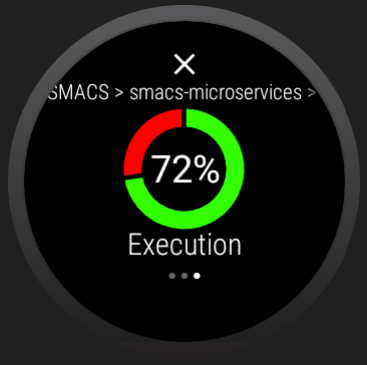 SMACS > smacs-microservices >
72%
Execution